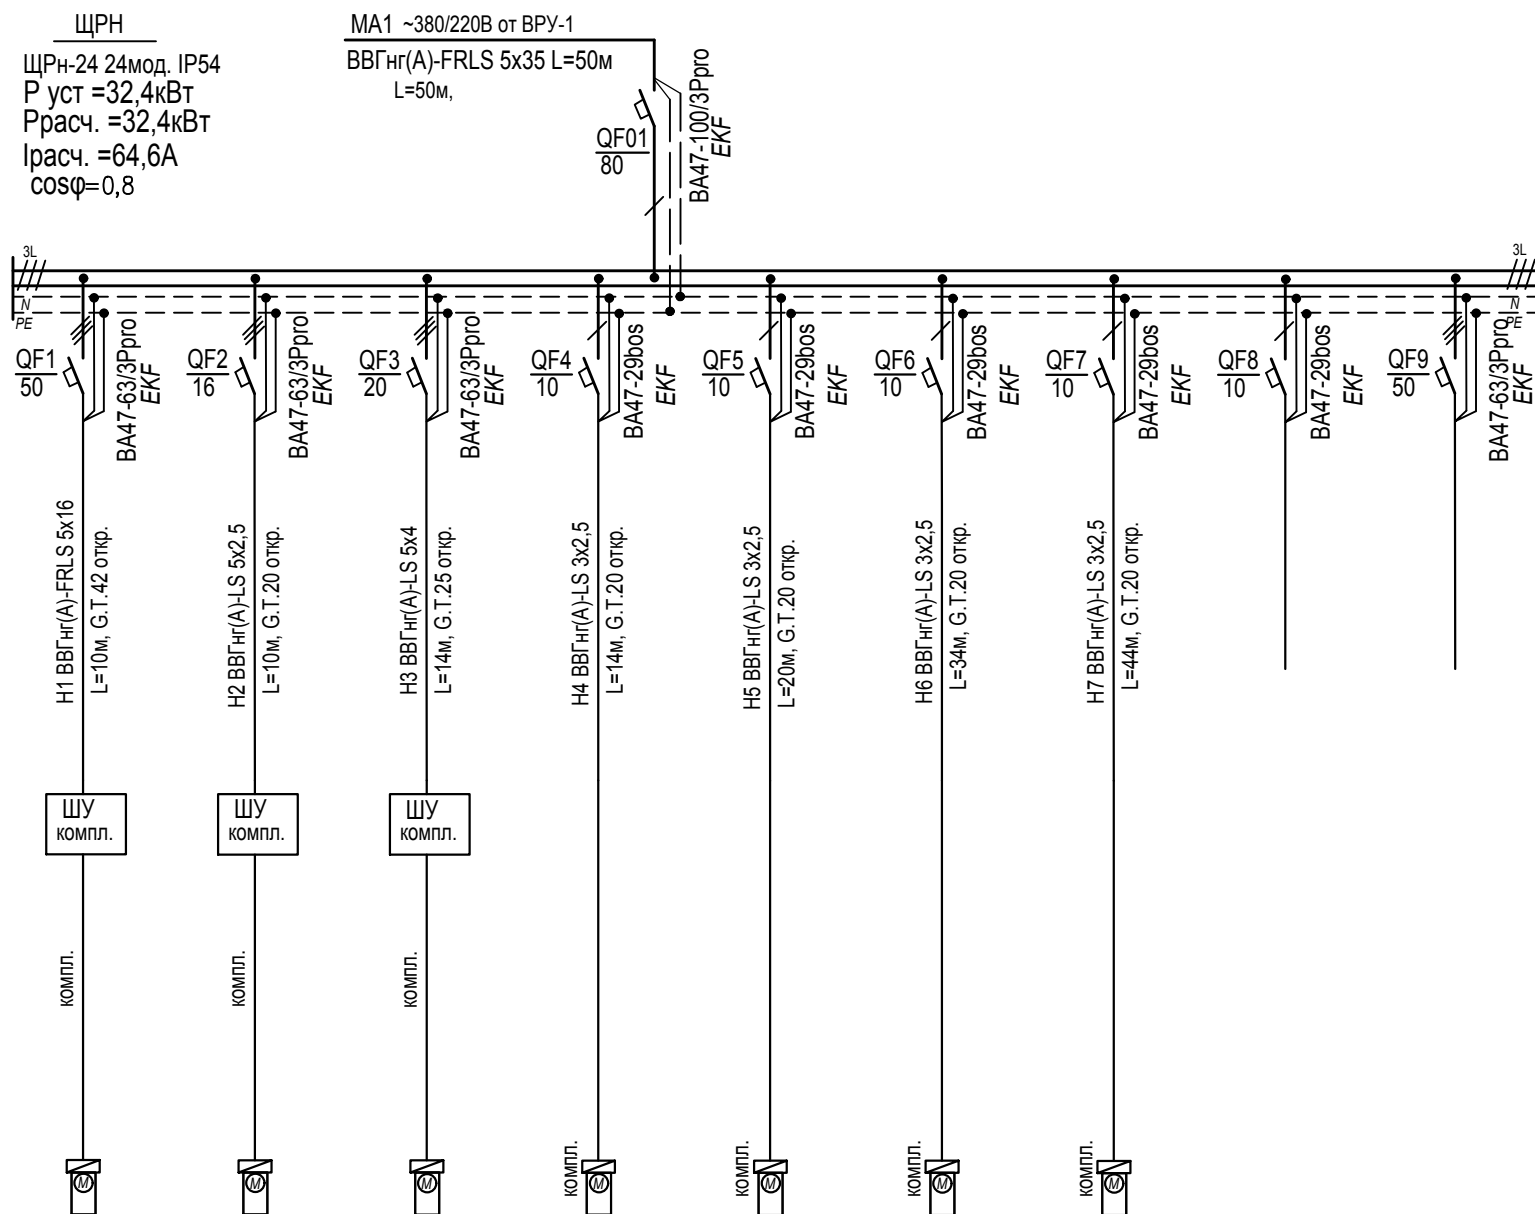 ЩРН
ЩРн-24 24мод. IP54
Р уст =32,4кВт
Ррасч. =32,4кВт
Iрасч. =64,6А
cosφ=0,8
МА1 ~380/220В от ВРУ-1
ВВГнг(А)-FRLS 5х35 L=50м
L=50м,
QF01
80
ВА47-100/3Рpro
EKF
3L
N
PE
3L
N
PE
QF1
50
ВА47-63/3Рpro
EKF
QF2
16
ВА47-63/3Рpro
EKF
QF3
20
ВА47-63/3Рpro
EKF
QF4
10
ВА47-29bos
EKF
QF5
10
ВА47-29bos
EKF
QF6
10
ВА47-29bos
EKF
QF7
10
ВА47-29bos
EKF
QF8
10
ВА47-29bos
EKF
QF9
50
ВА47-63/3Рpro
EKF
Н1 ВВГнг(А)-FRLS 5х16
L=10м, G.T.42 откр.
Н2 ВВГнг(А)-LS 5х2,5
L=10м, G.T.20 откр.
Н3 ВВГнг(А)-LS 5х4
L=14м, G.T.25 откр.
Н4 ВВГнг(А)-LS 3х2,5
L=14м, G.T.20 откр.
Н5 ВВГнг(А)-LS 3х2,5
L=20м, G.T.20 откр.
Н6 ВВГнг(А)-LS 3х2,5
L=34м, G.T.20 откр.
Н7 ВВГнг(А)-LS 3х2,5
L=44м, G.T.20 откр.
ШУ
компл.
ШУ
компл.
ШУ
компл.
компл.
компл.
компл.
компл.
компл.
компл.
компл.
М
М
М
М
М
М
М